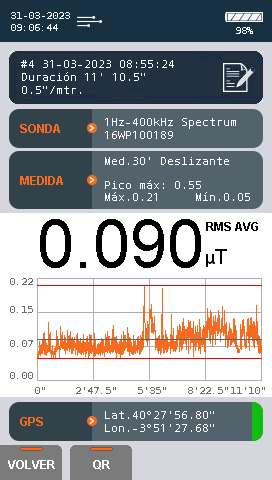 31-03-2023
09:06:44
98%
#4 31-03-2023 08:55:24
Duración 11' 10.5"
0.5"/mtr.
SONDA
1Hz-400kHz Spectrum
16WP100189
MEDIDA
Med.30' Deslizante
Pico máx: 0.55
Máx.0.21 Mín.0.05
0.090
RMS AVG
µT
0.22
0.15
0.07
0.00
0" 2'47.5" 5'35" 8'22.5" 11'10"
GPS
Lat.40°27'56.80"
Lon.-3°51'27.68"
VOLVER
QR